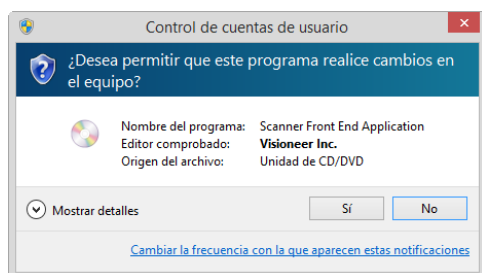 Control de cuentas de usuario
¿Desea permitir que este programa realice cambios en
el equipo?
Nombre del programa: Scanner Front End Application
Editor comprobado: Visioneer Inc.
Origen del archivo: Unidad de CD/DVD
Mostrar detalles Sí No
Cambiar la frecuencia con la que aparecen estas notificaciones